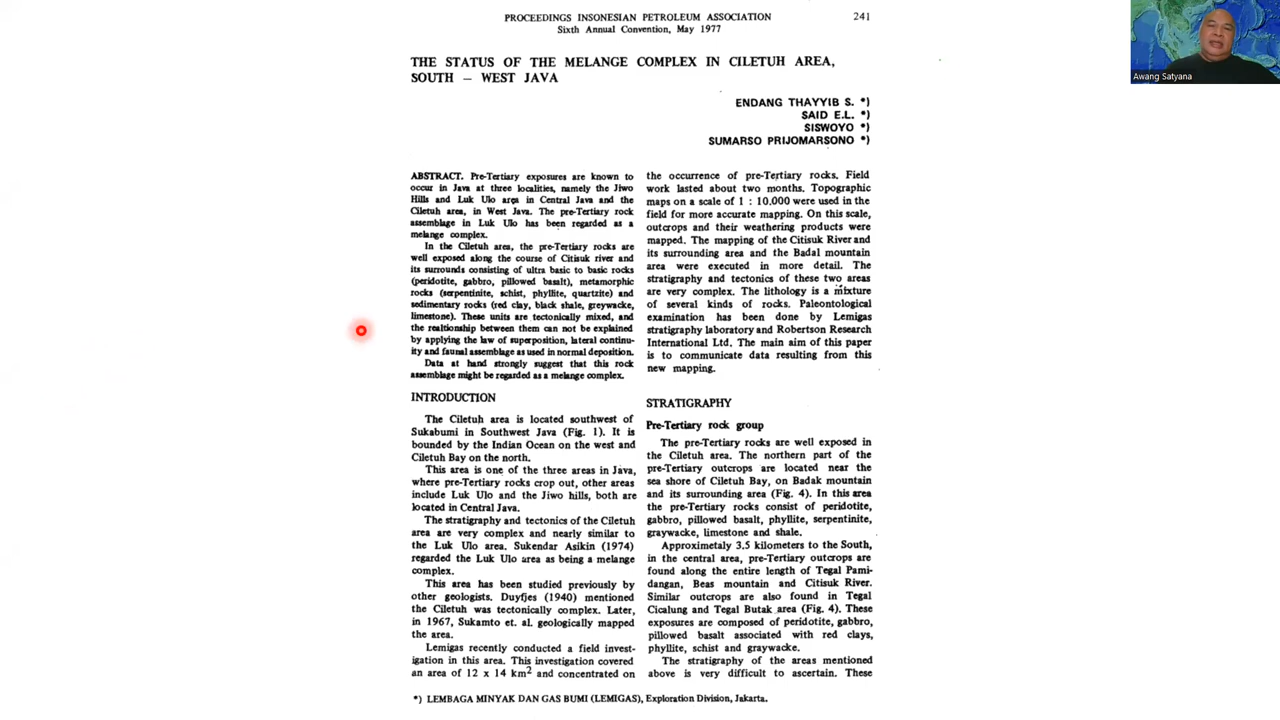 PROCEEDINGS INSONESIAN PETROLEUM ASSOCIATION
Sixth Annual Convention, May 1977
241
THE STATUS OF THE MELANGE COMPLEX IN CILETUH AREA,
SOUTH – WEST JAVA
ENDANG THAYYIB S. *)
SAID E.L. *)
SISWOYO *)
SUMARSO PRIJOMARSONO *)
ABSTRACT. Pre-Tertiary exposures are known to
occur in Java at three localities, namely the Jiwo
Hills and Luk Ulo area in Central Java and the
Ciletuh area, in West Java. The pre-Tertiary rock
assemblage in Luk Ulo has been regarded as a
melange complex.
In the Ciletuh area, the pre-Tertiary rocks are
well exposed along the course of Citisuk river and
its surrounds consisting of ultra basic to basic rocks
(peridotite, gabbro, pillowed basalt), metamorphic
rocks (serpentinite, schist, phyllite, quartzite) and
sedimentary rocks (red clay, black shale, greywacke,
limestone). These units are tectonically mixed, and
the realtionship between them can not be explained
by applying the law of superposition, lateral continu-
ity and faunal assemblage as used in normal deposition.
Data at hand strongly suggest that this rock
assemblage might be regarded as a melange complex.
INTRODUCTION
The Ciletuh area is located southwest of
Sukabumi in Southwest Java (Fig. 1). It is
bounded by the Indian Ocean on the west and
Ciletuh Bay on the north.
This area is one of the three areas in Java,
where pre-Tertiary rocks crop out, other areas
include Luk Ulo and the Jiwo hills, both are
located in Central Java.
The stratigraphy and tectonics of the Ciletuh
area are very complex and nearly similar to
the Luk Ulo area. Sukendar Asikin (1974)
regarded the Luk Ulo area as being a melange
complex.
This area has been studied previously by
other geologists. Duyfjes (1940) mentioned
the Ciletuh was tectonically complex. Later,
in 1967, Sukamto et. al. geologically mapped
the area.
Lemigas recently conducted a field invest-
igation in this area. This investigation covered
an area of 12 x 14 km2 and concentrated on
the occurrence of pre-Tertiary rocks. Field
work lasted about two months. Topographic
maps on a scale of 1 : 10.000 were used in the
field for more accurate mapping. On this scale,
outcrops and their weathering products were
mapped. The mapping of the Citisuk River and
its surrounding area and the Badal mountain
area were executed in more detail. The
stratigraphy and tectonics of these two areas
are very complex. The lithology is a mixture
of several kinds of rocks. Paleontological
examination has been done by Lemigas
stratigraphy laboratory and Robertson Research
International Ltd. The main aim of this paper
is to communicate data resulting from this
new mapping.
STRATIGRAPHY
Pre-Tertiary rock group
The pre-Tertiary rocks are well exposed in
the Ciletuh area. The northern part of the
pre-Tertiary outcrops are located near the
sea shore of Ciletuh Bay, on Badak mountain
and its surrounding area (Fig. 4). In this area
the pre-Tertiary rocks consist of peridotite,
gabbro, pillowed basalt, phyllite, serpentinite,
graywacke, limestone and shale.
Approximetaly 3.5 kilometers to the South,
in the central area, pre-Tertiary outcrops are
found along the entire length of Tegal Pami-
dangan, Beas mountain and Citisuk River.
Similar outcrops are also found in Tegal
Cicalung and Tegal Butak area (Fig. 4). These
exposures are composed of peridotite, gabbro,
pillowed basalt associated with red clays,
phyllite, schist and graywacke.
The stratigraphy of the areas mentioned
above is very difficult to ascertain. These
*) LEMBAGA MINYAK DAN GAS BUMI (LEMIGAS), Exploration Division, Jakarta.
Awang Satyana